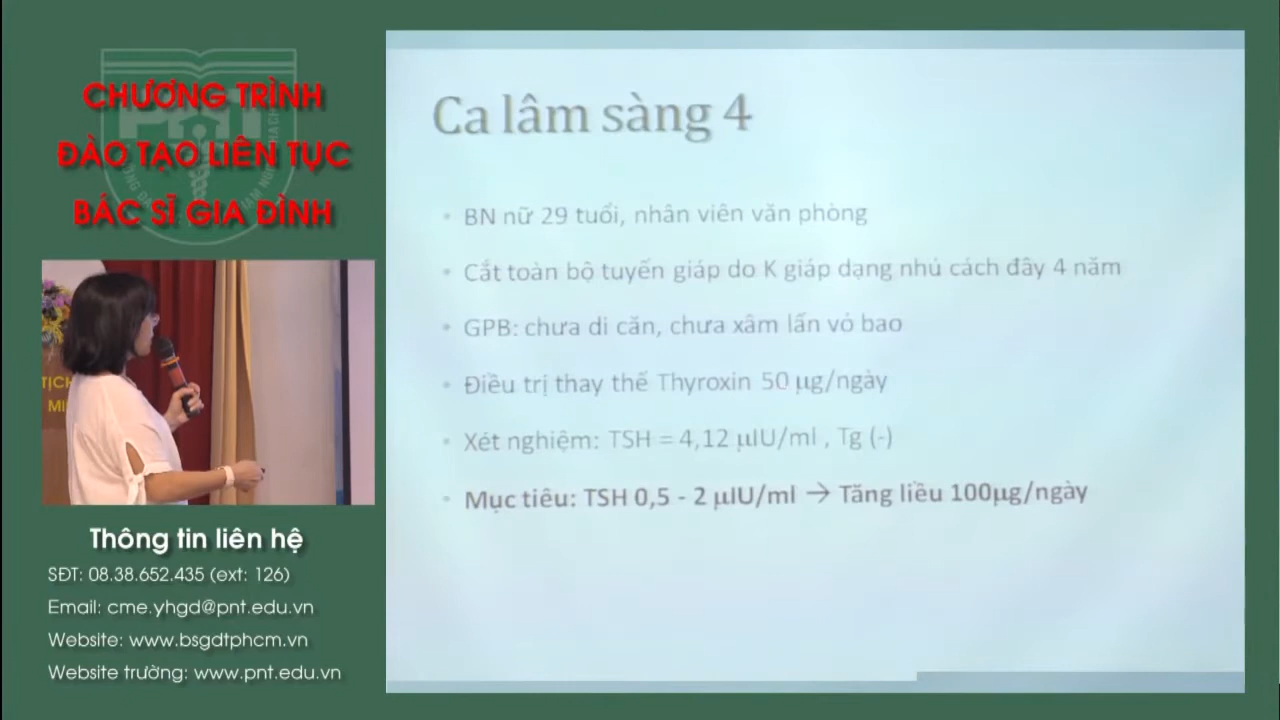 CHƯƠNG TRÌNH
ĐÀO TẠO LIÊN TỤC
BÁC SĨ GIA ĐÌNH
TỊCH
MI
Thông tin liên hệ
SĐT: 08.38.652.435 (ext: 126)
Email: cme.yhgd@pnt.edu.vn
Website: www.bsgdtphcm.vn
Website trường: www.pnt.edu.vn
Ca lâm sàng 4
• BN nữ 29 tuổi, nhân viên văn phòng
• Cắt toàn bộ tuyến giáp do K giáp dạng nhú cách đây 4 năm
• GPB: chưa di căn, chưa xâm lấn vỏ bao
• Điều trị thay thế Thyroxin 50 µg/ngày
• Xét nghiệm: TSH = 4,12 µIU/ml , Tg (-)
• Mục tiêu: TSH 0,5 - 2 µIU/ml → Tăng liều 100µg/ngày